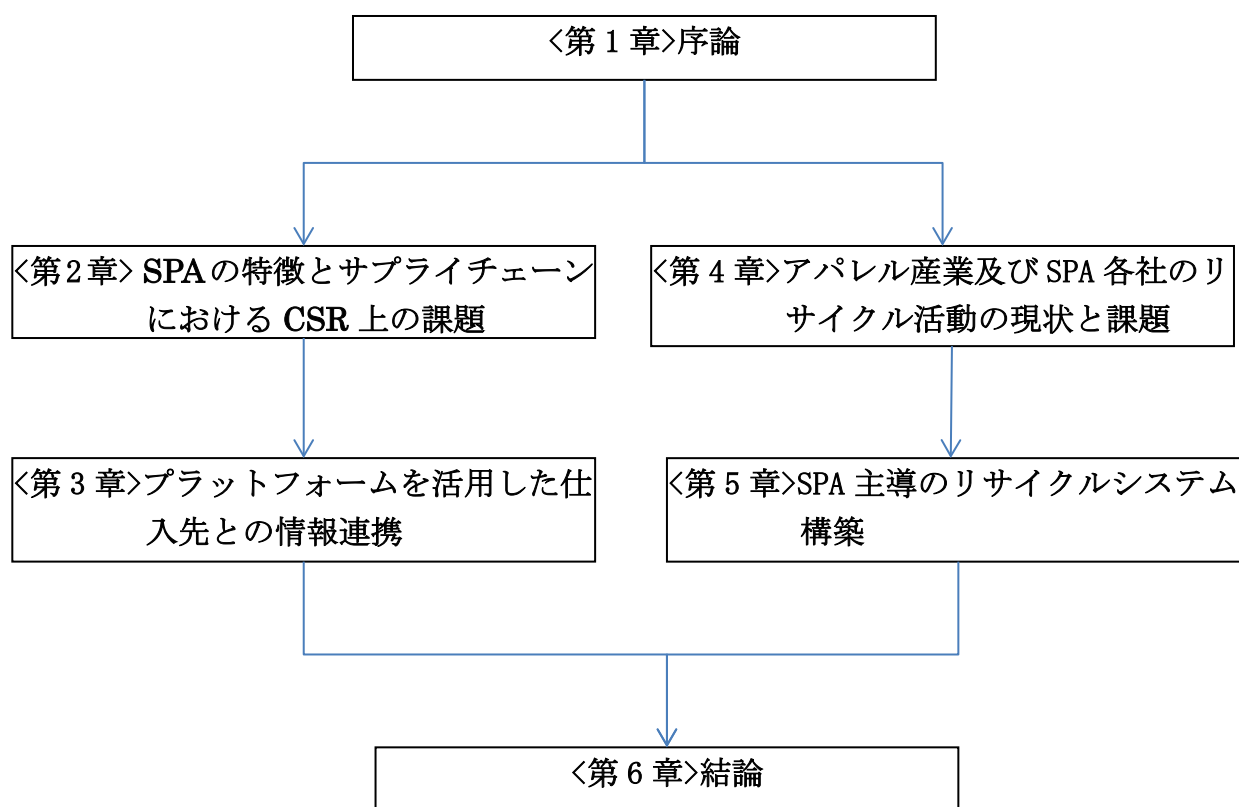 <第1章>序論
<第2章> SPAの特徴とサプライチェーン
における CSR 上の課題
<第4章>アパレル産業及び SPA 各社のリ
サイクル活動の現状と課題
<第3章>プラットフォームを活用した仕
入先との情報連携
<第5章>SPA 主導のリサイクルシステム
構築
<第6章>結論